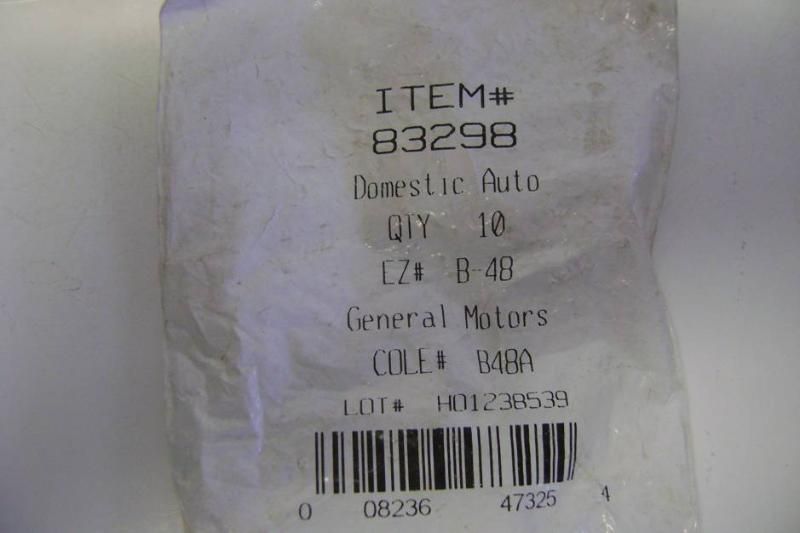 ITEM#
83298
Domestic Auto
QTY 10
EZ# B-48
General Motors
COLE# B48A
LOT# H01238539
0 08236 47325 4